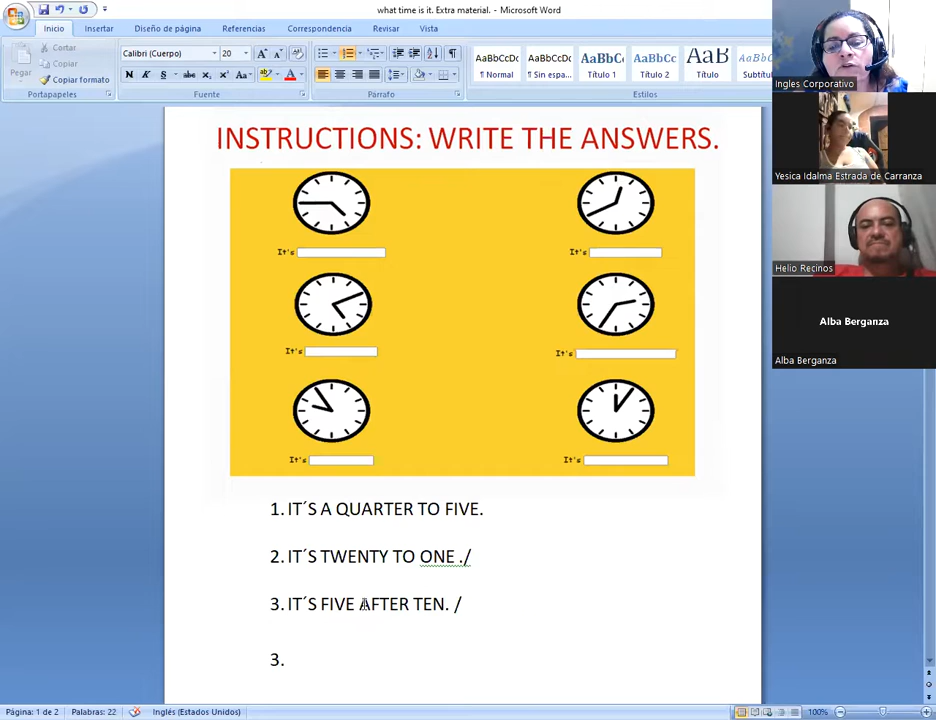 what time is it. Extra material. - Microsoft Word
Inicio Insertar Diseño de página Referencias Correspondencia Revisar Vista
Cortar
Copiar
Pegar
Copiar formato
Portapapeles
Calibri (Cuerpo) 20
Fuente
Párrafo
AaBbCc AaBbCc AaBbCc AaBbCc AaB AaBbCc
¶ Normal ¶ Sin espa... Título 1 Título 2 Título Subtítu
Estilos
Ingles Corporativo
Yesica Idalma Estrada de Carranza
Helio Recinos
Alba Berganza
Alba Berganza
INSTRUCTIONS: WRITE THE ANSWERS.
It's It's
It's It's
It's It's
1. IT´S A QUARTER TO FIVE.
2. IT´S TWENTY TO ONE ./
3. IT´S FIVE AFTER TEN. /
3.
Página: 1 de 2 Palabras: 22 Inglés (Estados Unidos) 100%